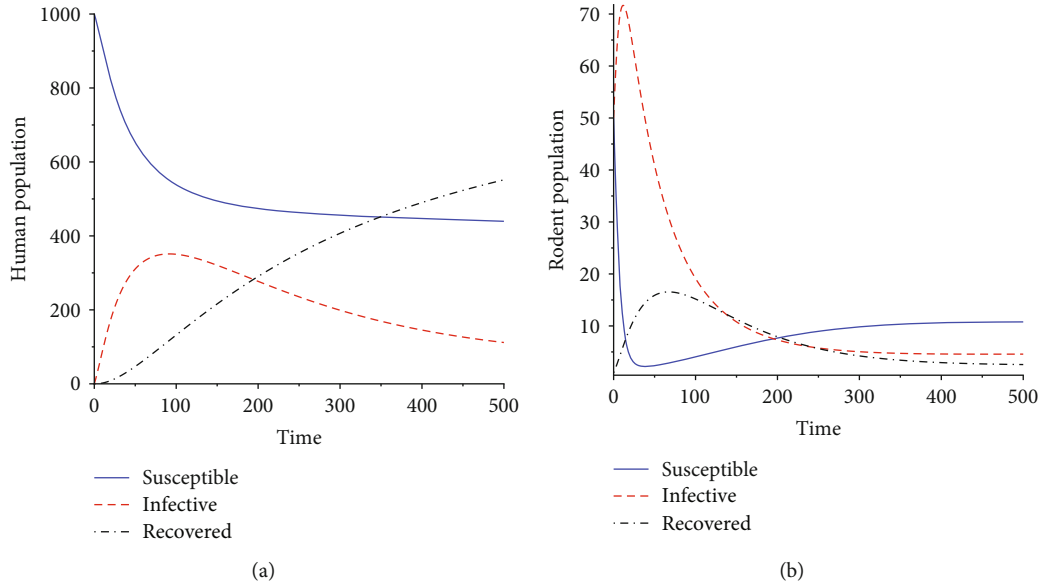 Human population
1000
800
600
400
200
0
0 100 200 300 400 500
Time
Susceptible
Infective
Recovered
(a)
Rodent population
70
60
50
40
30
20
10
0 100 200 300 400 500
Time
Susceptible
Infective
Recovered
(b)